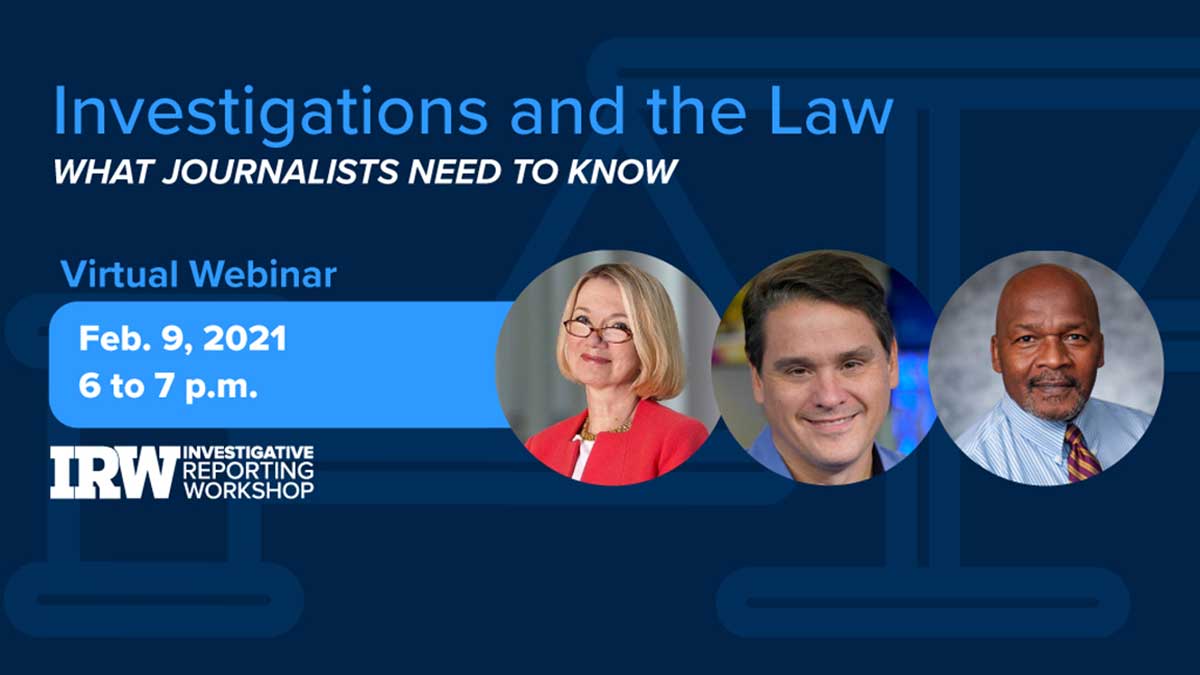 Investigations and the Law
WHAT JOURNALISTS NEED TO KNOW
Virtual Webinar
Feb. 9, 2021
6 to 7 p.m.
IRW
INVESTIGATIVE
REPORTING
WORKSHOP